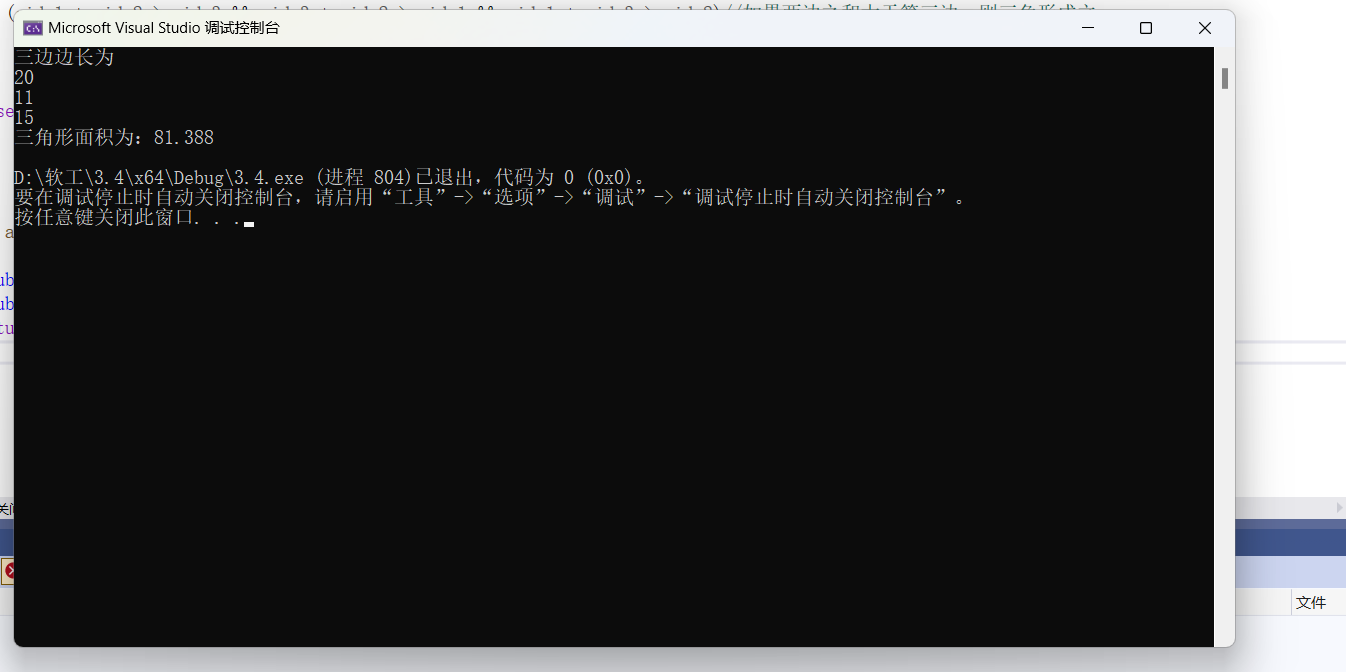 Microsoft Visual Studio 调试控制台
三边边长为
20
11
15
三角形面积为：81.388
D:\软工\3.4\x64\Debug\3.4.exe (进程 804)已退出，代码为 0 (0x0)。
要在调试停止时自动关闭控制台，请启用“工具”->“选项”->“调试”->“调试停止时自动关闭控制台”。
按任意键关闭此窗口. . .
se
a
ub
ub
tu
文件